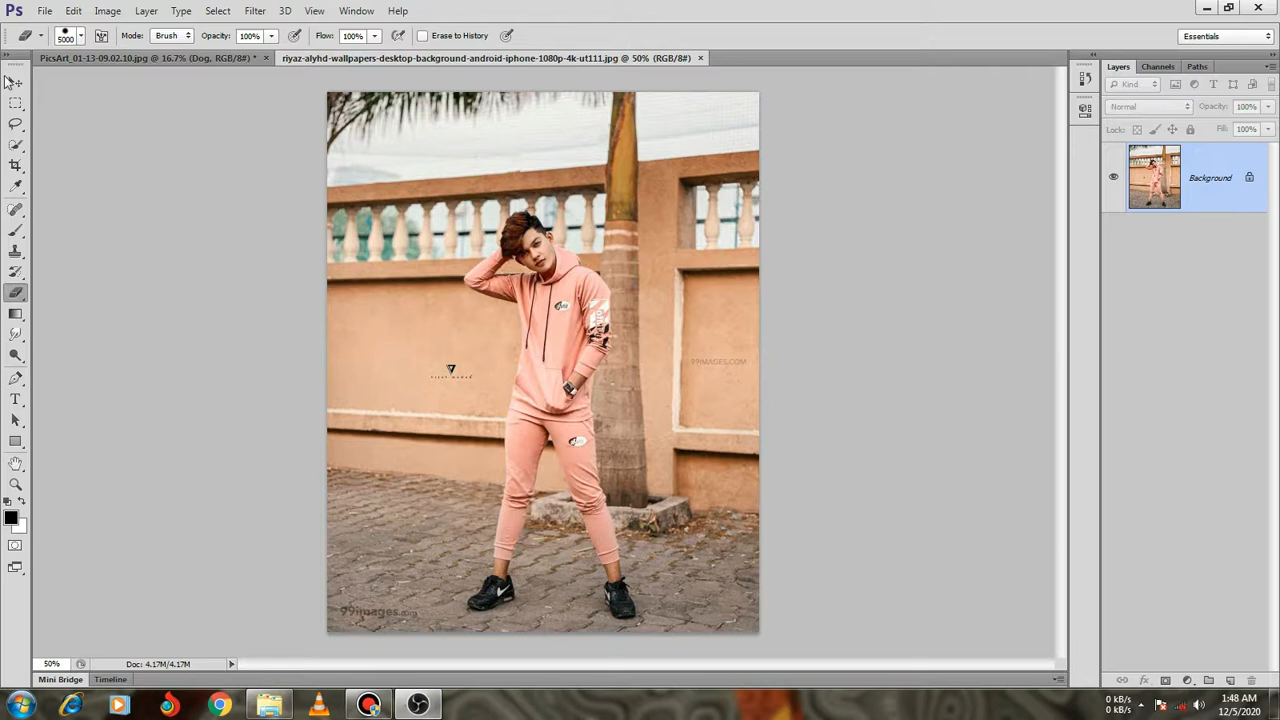 Ps File Edit Image Layer Type Select Filter 3D View Window Help
5000 Mode: Brush Opacity: 100% Flow: 100% Erase to History Essentials
PicsArt_01-13-09.02.10.jpg @ 16.7% (Dog, RGB/8#) * × riyaz-alyhd-wallpapers-desktop-background-android-iphone-1080p-4k-ut111.jpg @ 50% (RGB/8#) ×
Layers Channels Paths
Kind
Normal Opacity: 100%
Lock: Fill: 100%
Background
99IMAGES.COM
99images.com
50% Doc: 4.17M/4.17M
Mini Bridge Timeline
0 kB/s
0 kB/s
1:48 AM
12/5/2020